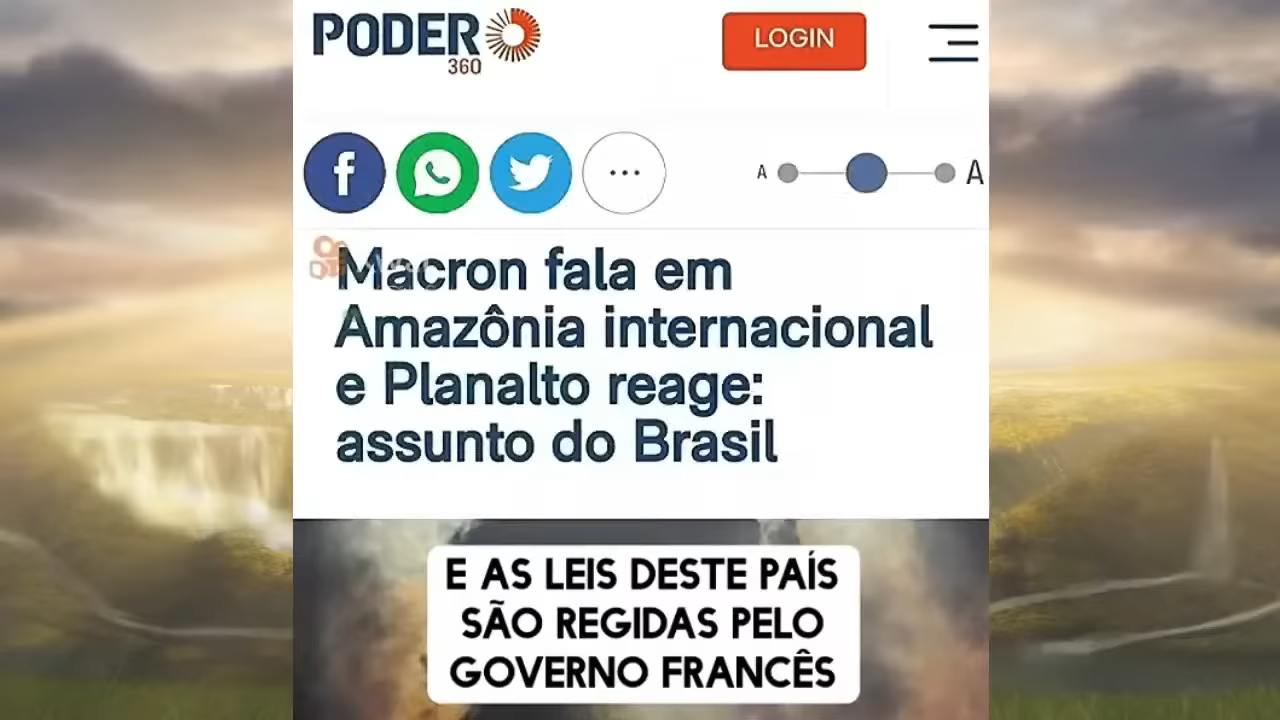 PODER
360
LOGIN
A A
Macron fala em
Amazônia internacional
e Planalto reage:
assunto do Brasil
E AS LEIS DESTE PAÍS
SÃO REGIDAS PELO
GOVERNO FRANCÊS